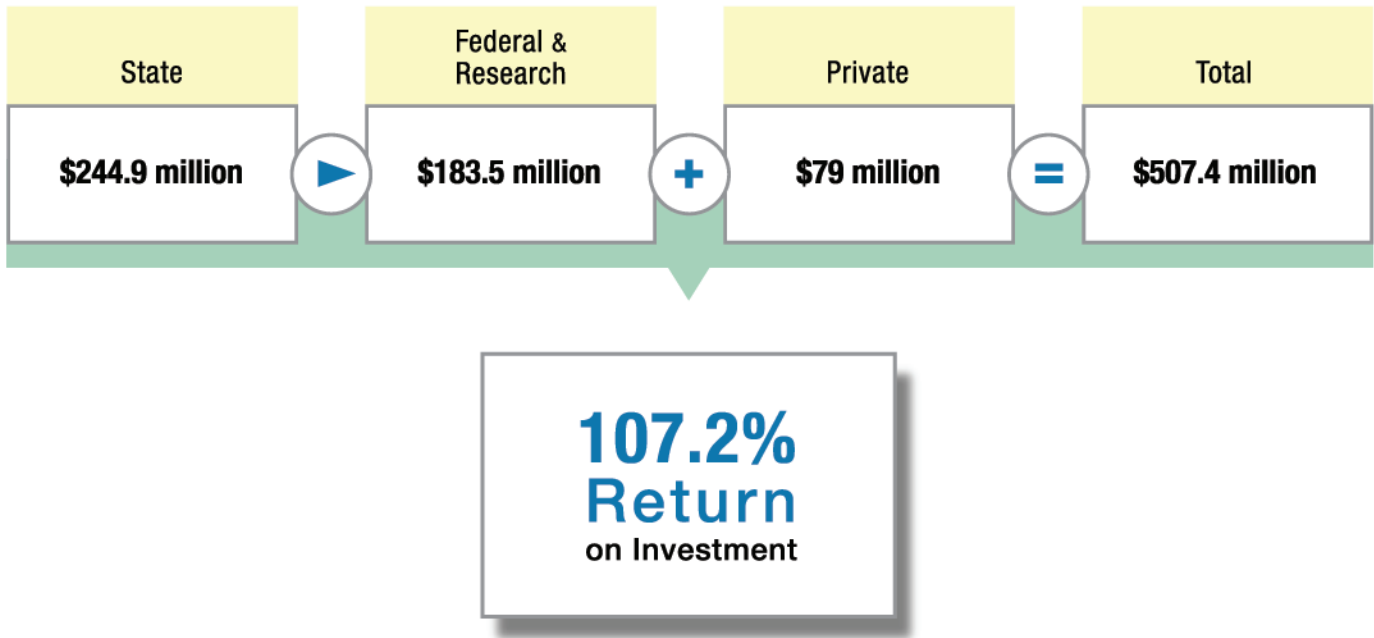 State
Federal &
Research
Private
Total
$244.9 million
$183.5 million
+
$79 million
=
$507.4 million
107.2%
Return
on Investment